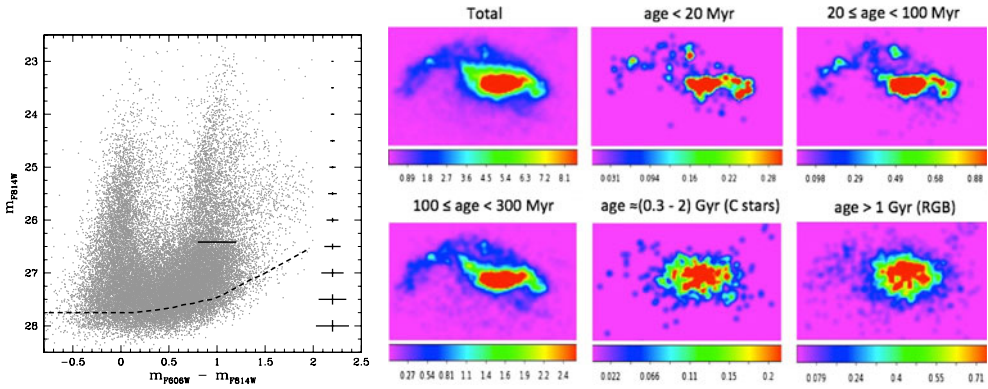 23
24
25
26
27
28
m_F814W
−0.5 0 0.5 1 1.5 2 2.5
m_F606W − m_F814W
Total
0.89 1.8 2.7 3.6 4.5 5.4 6.3 7.2 8.1
age < 20 Myr
0.031 0.094 0.16 0.22 0.28
20 ≤ age < 100 Myr
0.098 0.29 0.49 0.68 0.88
100 ≤ age < 300 Myr
0.27 0.54 0.81 1.1 1.4 1.6 1.9 2.2 2.4
age ≈(0.3 - 2) Gyr (C stars)
0.022 0.066 0.11 0.15 0.2
age > 1 Gyr (RGB)
0.079 0.24 0.4 0.55 0.71